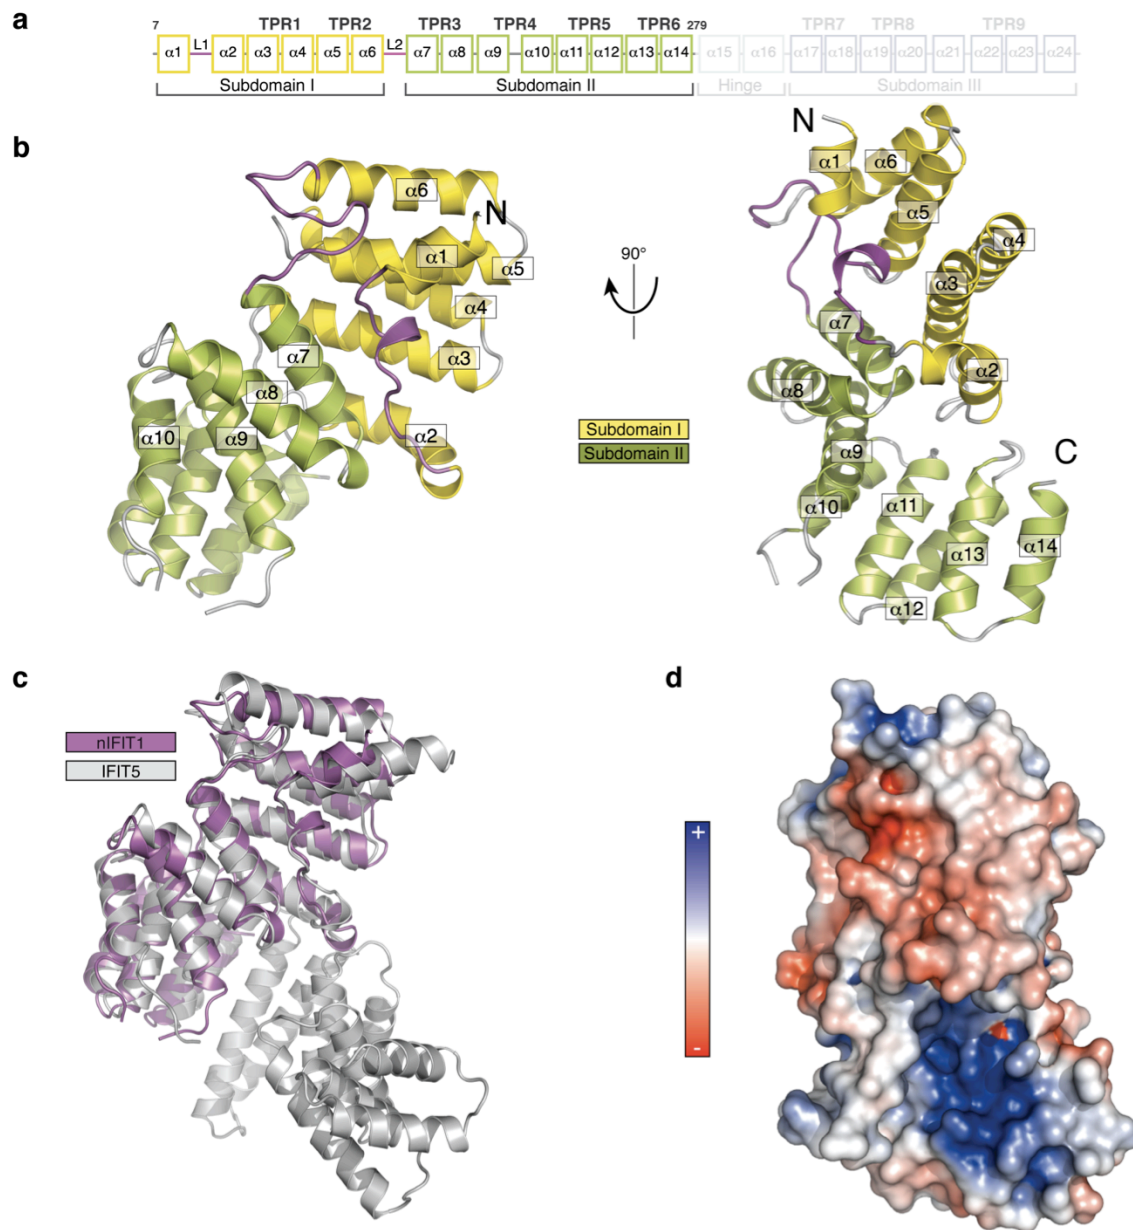 a
7 TPR1 TPR2 TPR3 TPR4 TPR5 TPR6 279 TPR7 TPR8 TPR9
α1 L1 α2 α3 α4 α5 α6 L2 α7 α8 α9 α10 α11 α12 α13 α14 α15 α16 α17 α18 α19 α20 α21 α22 α23 α24
Subdomain I Subdomain II Hinge Subdomain III
b
α6
N
α1
α5
α4
α7
α3
α8
α10
α9
α2
90°
Subdomain I
Subdomain II
N
α1
α6
α5
α4
α3
α7
α8
α2
α9
C
α10
α11
α13
α14
α12
c
nIFIT1
IFIT5
d
+
-